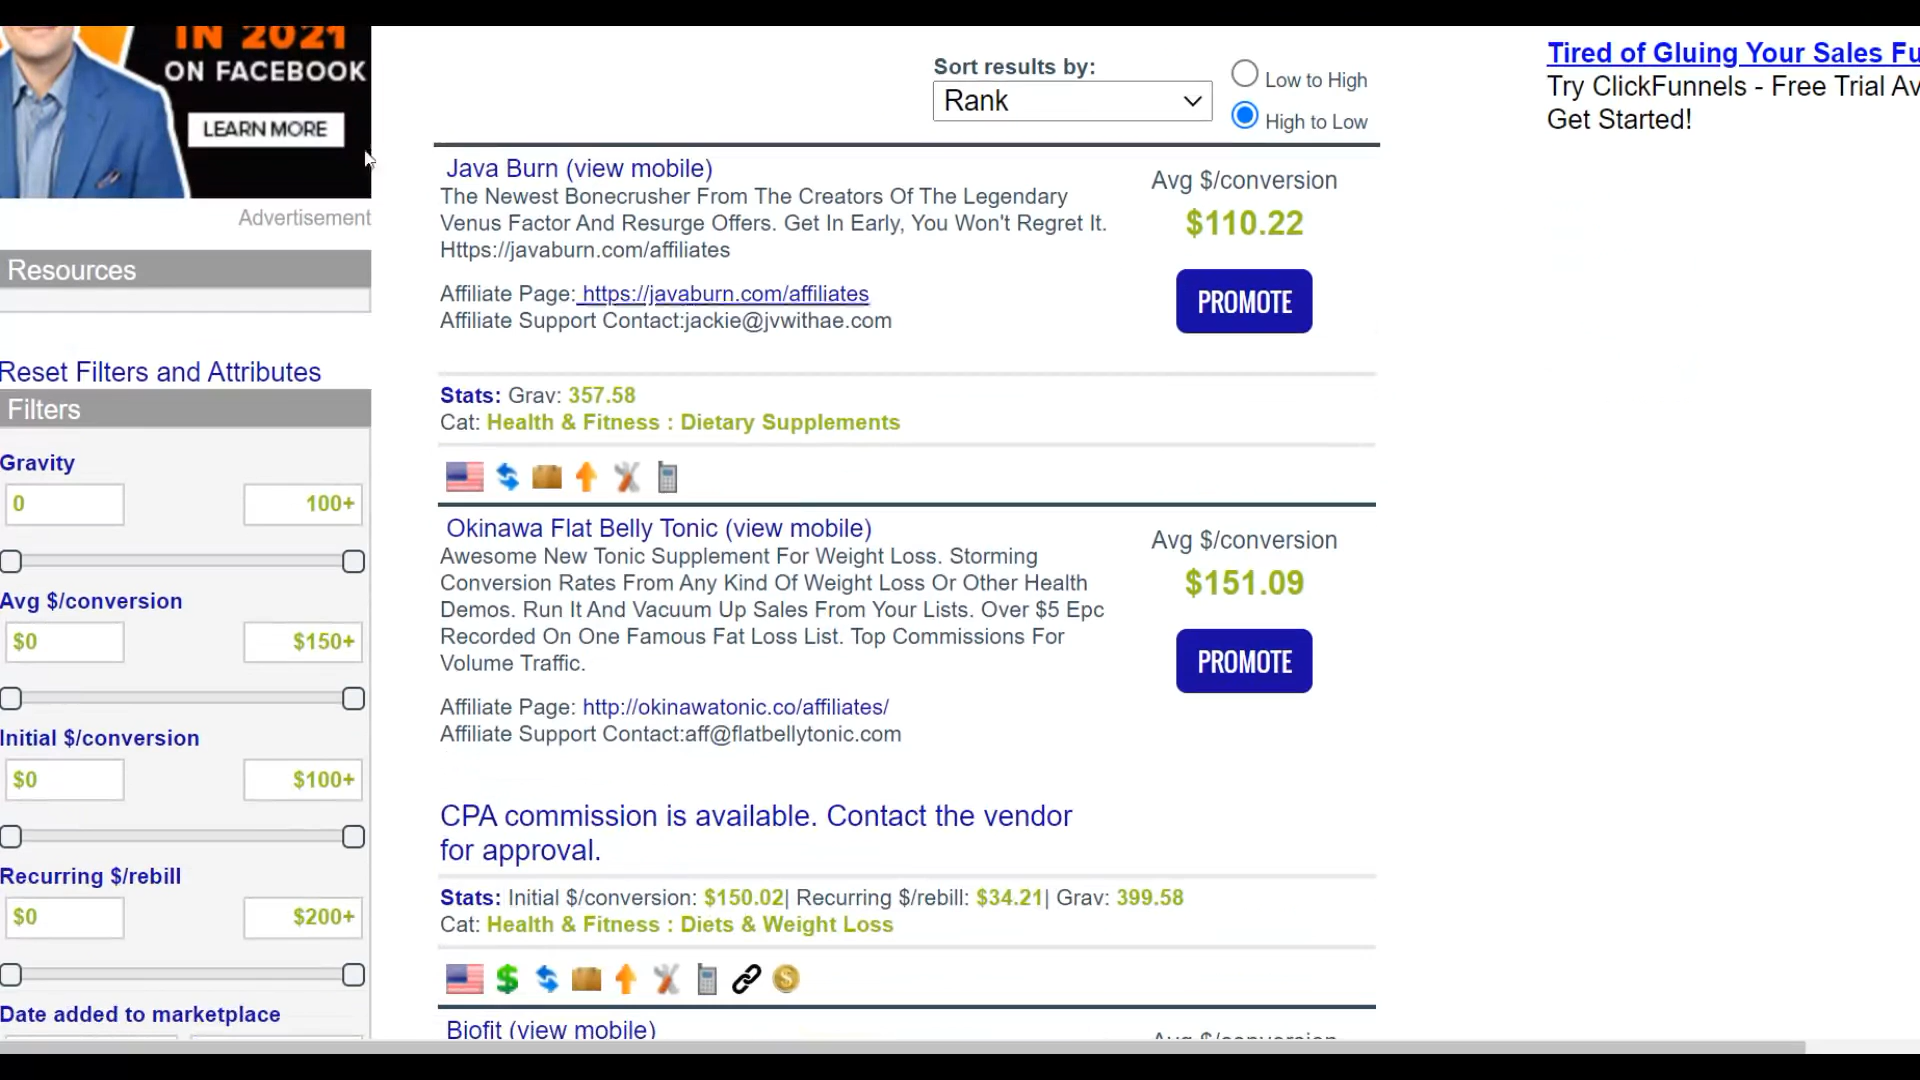 IN 2021
ON FACEBOOK
LEARN MORE
Advertisement
Resources
Reset Filters and Attributes
Filters
Gravity
0
100+
Avg $/conversion
$0
$150+
Initial $/conversion
$0
$100+
Recurring $/rebill
$0
$200+
Date added to marketplace
Sort results by:
Rank
Low to High
High to Low
Java Burn (view mobile)
The Newest Bonecrusher From The Creators Of The Legendary
Venus Factor And Resurge Offers. Get In Early, You Won't Regret It.
Https://javaburn.com/affiliates
Affiliate Page: https://javaburn.com/affiliates
Affiliate Support Contact:jackie@jvwithae.com
Avg $/conversion
$110.22
PROMOTE
Stats: Grav: 357.58
Cat: Health & Fitness : Dietary Supplements
Okinawa Flat Belly Tonic (view mobile)
Awesome New Tonic Supplement For Weight Loss. Storming
Conversion Rates From Any Kind Of Weight Loss Or Other Health
Demos. Run It And Vacuum Up Sales From Your Lists. Over $5 Epc
Recorded On One Famous Fat Loss List. Top Commissions For
Volume Traffic.
Affiliate Page: http://okinawatonic.co/affiliates/
Affiliate Support Contact:aff@flatbellytonic.com
Avg $/conversion
$151.09
PROMOTE
CPA commission is available. Contact the vendor
for approval.
Stats: Initial $/conversion: $150.02| Recurring $/rebill: $34.21| Grav: 399.58
Cat: Health & Fitness : Diets & Weight Loss
Biofit (view mobile)
Avg $/conversion
Tired of Gluing Your Sales Fu
Try ClickFunnels - Free Trial Av
Get Started!